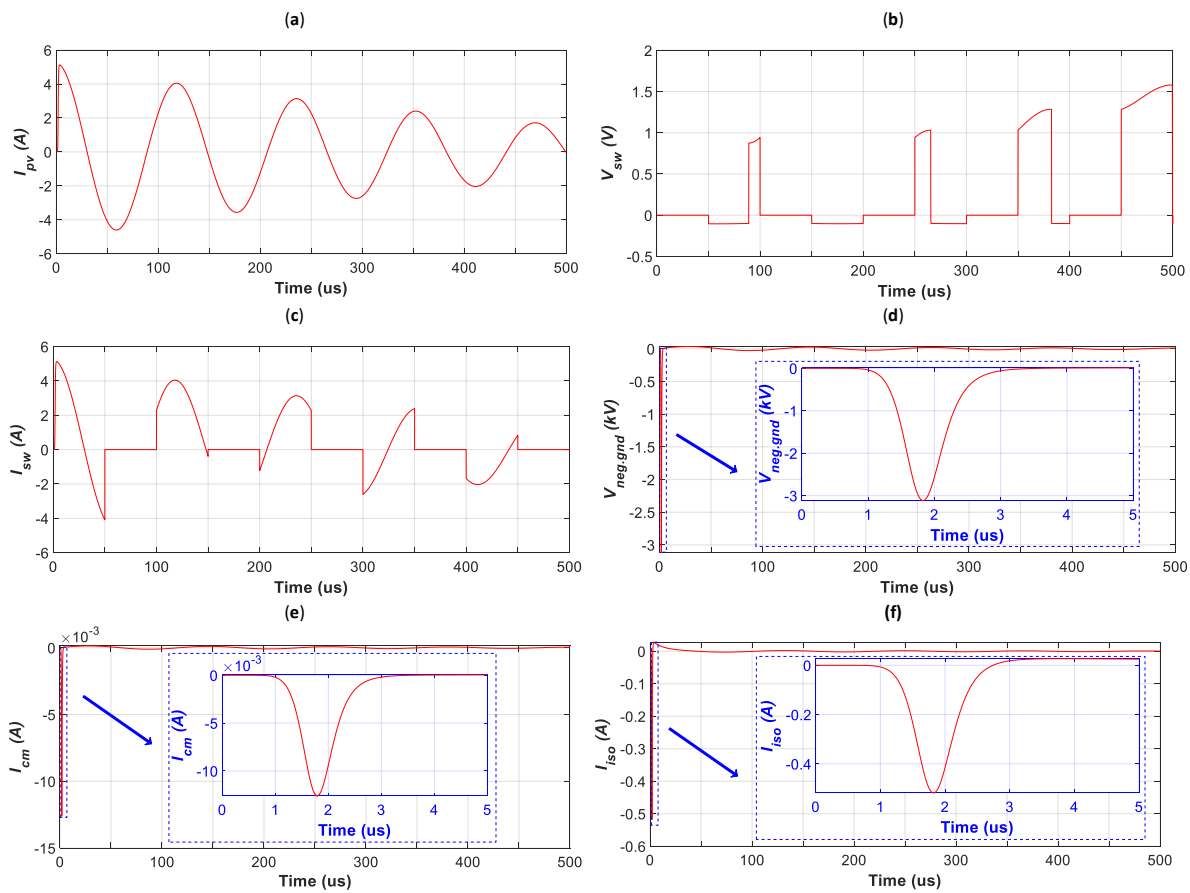 (a)
I_pv (A)
6
4
2
0
-2
-4
-6
0 100 200 300 400 500
Time (us)
(b)
V_sw (V)
2
1.5
1
0.5
0
-0.5
0 100 200 300 400 500
Time (us)
(c)
I_sw (A)
6
4
2
0
-2
-4
-6
0 100 200 300 400 500
Time (us)
(d)
V_neg.gnd (kV)
0
-0.5
-1
-1.5
-2
-2.5
-3
0 100 200 300 400 500
Time (us)
V_neg.gnd (kV)
0
-1
-2
-3
0 1 2 3 4 5
Time (us)
(e)
×10^-3
I_cm (A)
0
-5
-10
-15
0 100 200 300 400 500
Time (us)
×10^-3
I_cm (A)
0
-5
-10
0 1 2 3 4 5
Time (us)
(f)
I_iso (A)
0
-0.1
-0.2
-0.3
-0.4
-0.5
-0.6
0 100 200 300 400 500
Time (us)
I_iso (A)
0
-0.2
-0.4
0 1 2 3 4 5
Time (us)